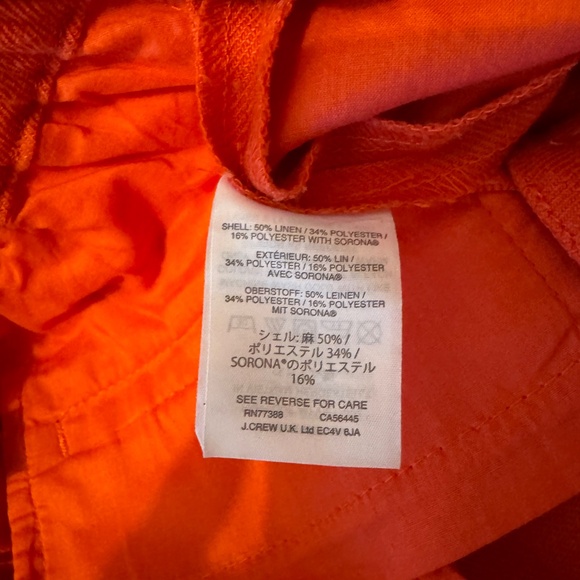 SHELL: 50% LINEN / 34% POLYESTER /
16% POLYESTER WITH SORONA®
EXTÉRIEUR: 50% LIN /
34% POLYESTER / 16% POLYESTER
AVEC SORONA®
OBERSTOFF: 50% LEINEN /
34% POLYESTER / 16% POLYESTER
MIT SORONA®
シェル: 麻 50% /
ポリエステル 34% /
SORONA®のポリエステル
16%
SEE REVERSE FOR CARE
RN77388 CA56445
J.CREW U.K. Ltd EC4V 6JA